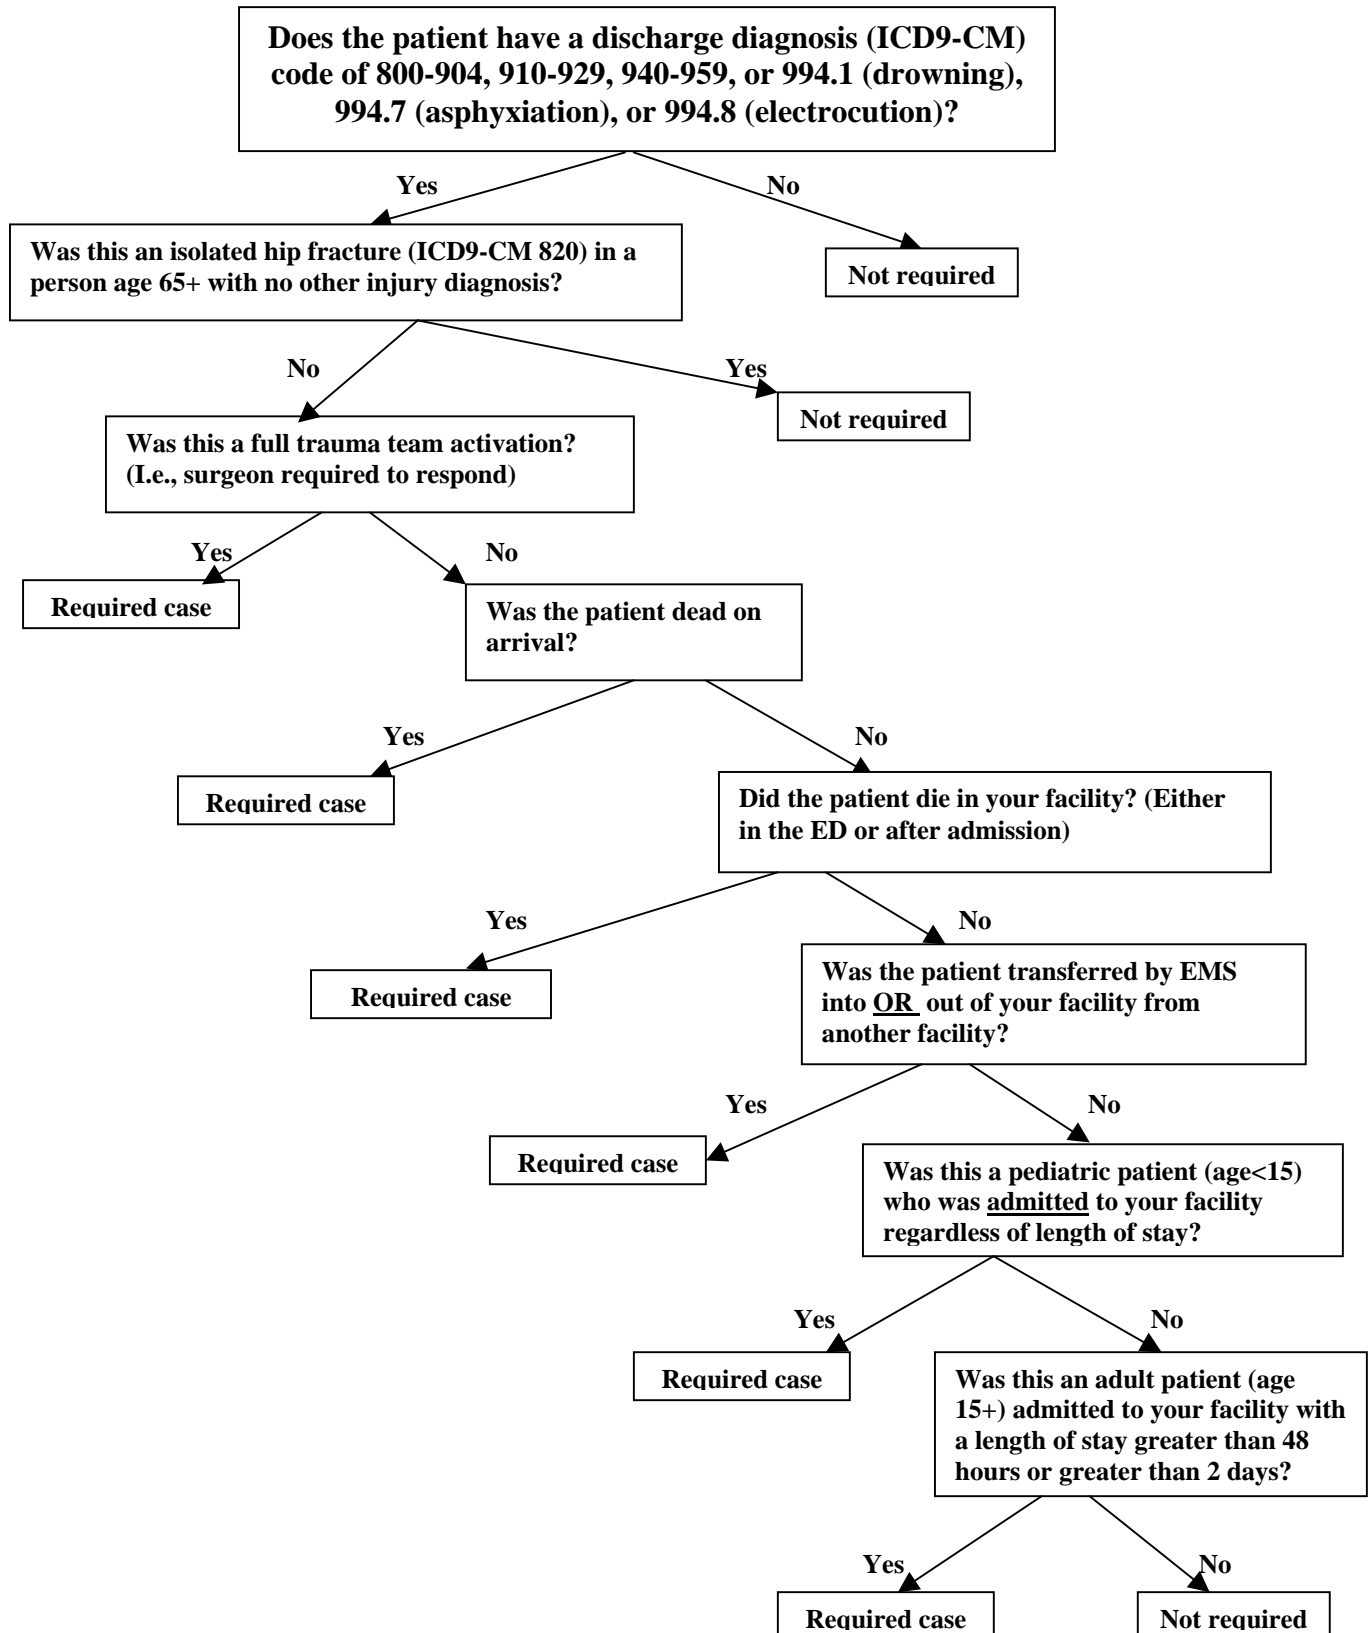 Does the patient have a discharge diagnosis (ICD9-CM)
code of 800-904, 910-929, 940-959, or 994.1 (drowning),
994.7 (asphyxiation), or 994.8 (electrocution)?
Yes
No
Was this an isolated hip fracture (ICD9-CM 820) in a
person age 65+ with no other injury diagnosis?
Not required
No
Yes
Not required
Was this a full trauma team activation?
(I.e., surgeon required to respond)
Yes
No
Required case
Was the patient dead on
arrival?
Yes
No
Required case
Did the patient die in your facility? (Either
in the ED or after admission)
Yes
No
Required case
Was the patient transferred by EMS
into OR out of your facility from
another facility?
Yes
No
Required case
Was this a pediatric patient (age<15)
who was admitted to your facility
regardless of length of stay?
Yes
No
Required case
Was this an adult patient (age
15+) admitted to your facility with
a length of stay greater than 48
hours or greater than 2 days?
Yes
No
Required case
Not required